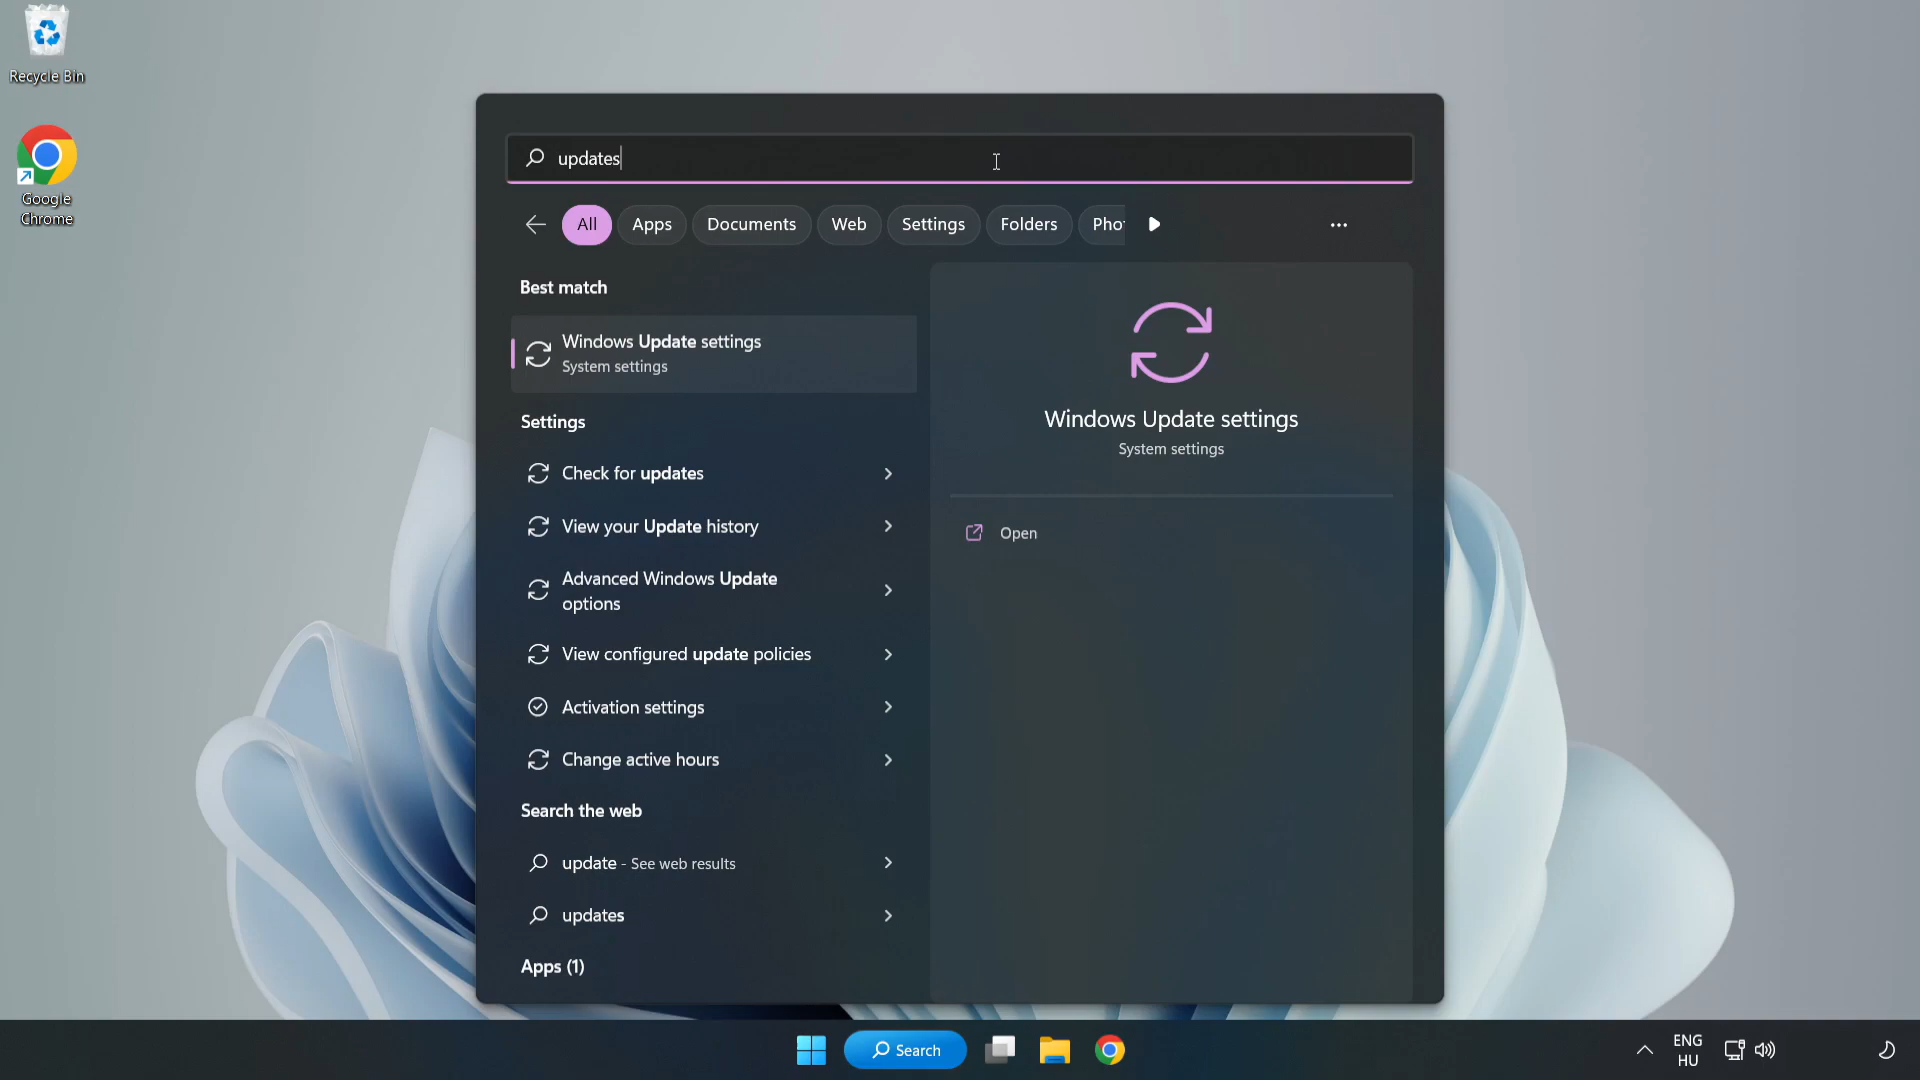 Recycle Bin
Google
Chrome
updates
All
Apps
Documents
Web
Settings
Folders
Pho
Best match
Windows Update settings
System settings
Settings
Check for updates
View your Update history
Advanced Windows Update
options
View configured update policies
Activation settings
Change active hours
Search the web
update - See web results
updates
Apps (1)
Windows Update settings
System settings
Open
Search
ENG
HU